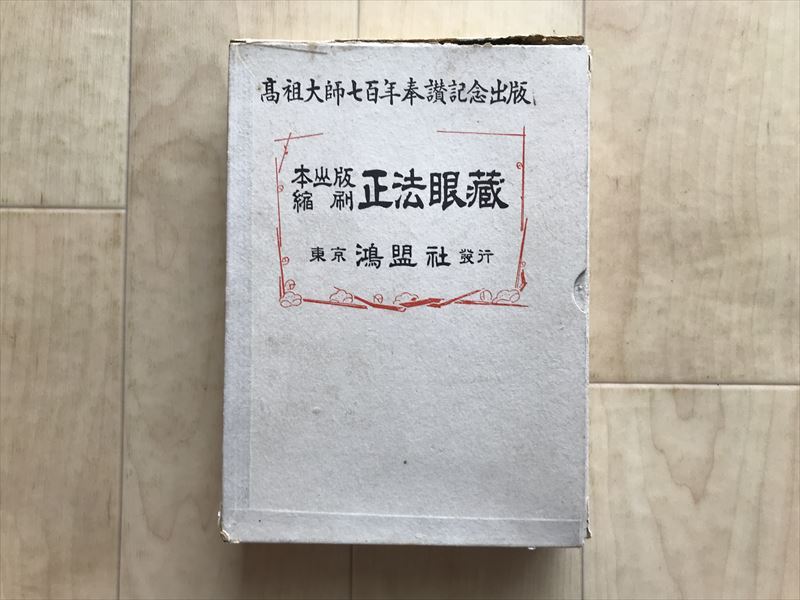 高祖大師七百年奉讃記念出版
本山版
縮刷 正法眼藏
東京 鴻盟社 發行